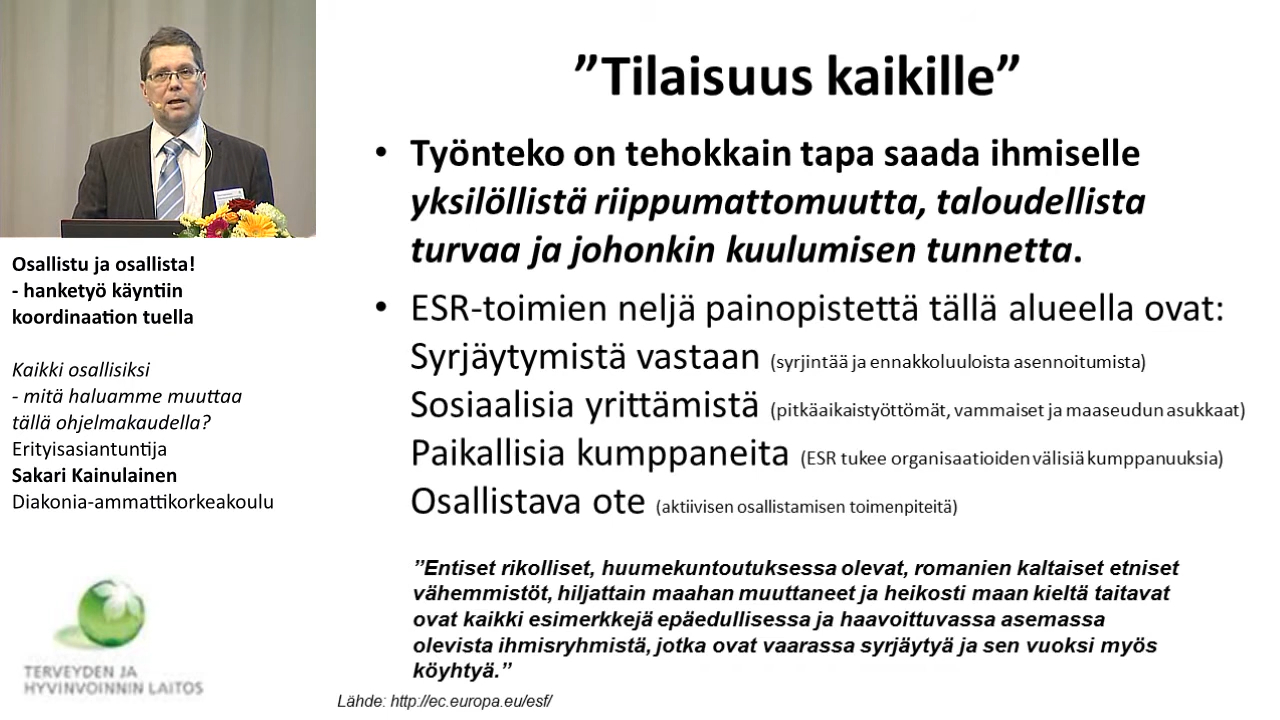 ”Tilaisuus kaikille”
• Työnteko on tehokkain tapa saada ihmiselle
yksilöllistä riippumattomuutta, taloudellista
turvaa ja johonkin kuulumisen tunnetta.
• ESR-toimien neljä painopistettä tällä alueella ovat:
Syrjäytymistä vastaan (syrjintää ja ennakkoluuloista asennoitumista)
Sosiaalisia yrittämistä (pitkäaikaistyöttömät, vammaiset ja maaseudun asukkaat)
Paikallisia kumppaneita (ESR tukee organisaatioiden välisiä kumppanuuksia)
Osallistava ote (aktiivisen osallistamisen toimenpiteitä)
”Entiset rikolliset, huumekuntoutuksessa olevat, romanien kaltaiset etniset
vähemmistöt, hiljattain maahan muuttaneet ja heikosti maan kieltä taitavat
ovat kaikki esimerkkejä epäedullisessa ja haavoittuvassa asemassa
olevista ihmisryhmistä, jotka ovat vaarassa syrjäytyä ja sen vuoksi myös
köyhtyä.”
Lähde: http://ec.europa.eu/esf/
Osallistu ja osallista!
- hanketyö käyntiin
koordinaation tuella
Kaikki osallisiksi
- mitä haluamme muuttaa
tällä ohjelmakaudella?
Erityisasiantuntija
Sakari Kainulainen
Diakonia-ammattikorkeakoulu
TERVEYDEN JA
HYVINVOINNIN LAITOS